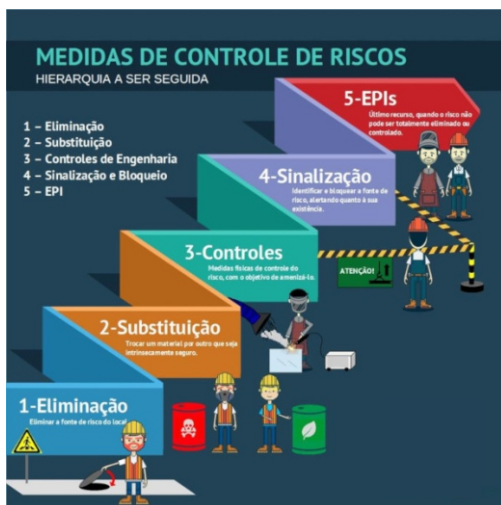 MEDIDAS DE CONTROLE DE RISCOS
HIERARQUIA A SER SEGUIDA
1 – Eliminação
2 – Substituição
3 – Controles de Engenharia
4 – Sinalização e Bloqueio
5 – EPI
5-EPIs
Último recurso, quando o risco não
pode ser totalmente eliminado ou
controlado.
4-Sinalização
Identificar e bloquear a fonte de
risco, alertando quanto à sua
existência.
3-Controles
Medidas físicas de controle do
risco, com o objetivo de amenizá-lo.
ATENÇÃO!
2-Substituição
Trocar um material por outro que seja
intrinsecamente seguro.
1-Eliminação
Eliminar a fonte de risco do local